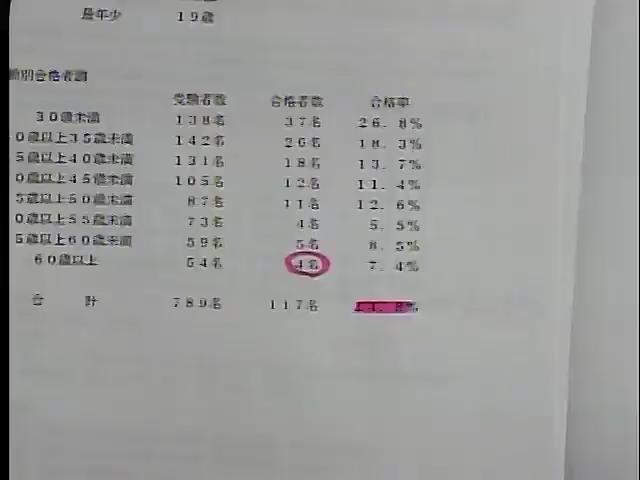 最年少 19歳
齢別合格者調
受験者数 合格者数 合格率
30歳未満 138名 37名 26.8%
0歳以上35歳未満 142名 26名 18.3%
5歳以上40歳未満 131名 18名 13.7%
0歳以上45歳未満 105名 12名 11.4%
5歳以上50歳未満 87名 11名 12.6%
0歳以上55歳未満 73名 4名 5.5%
5歳以上60歳未満 59名 5名 8.5%
60歳以上 54名 4名 7.4%
合計 789名 117名 14.8%